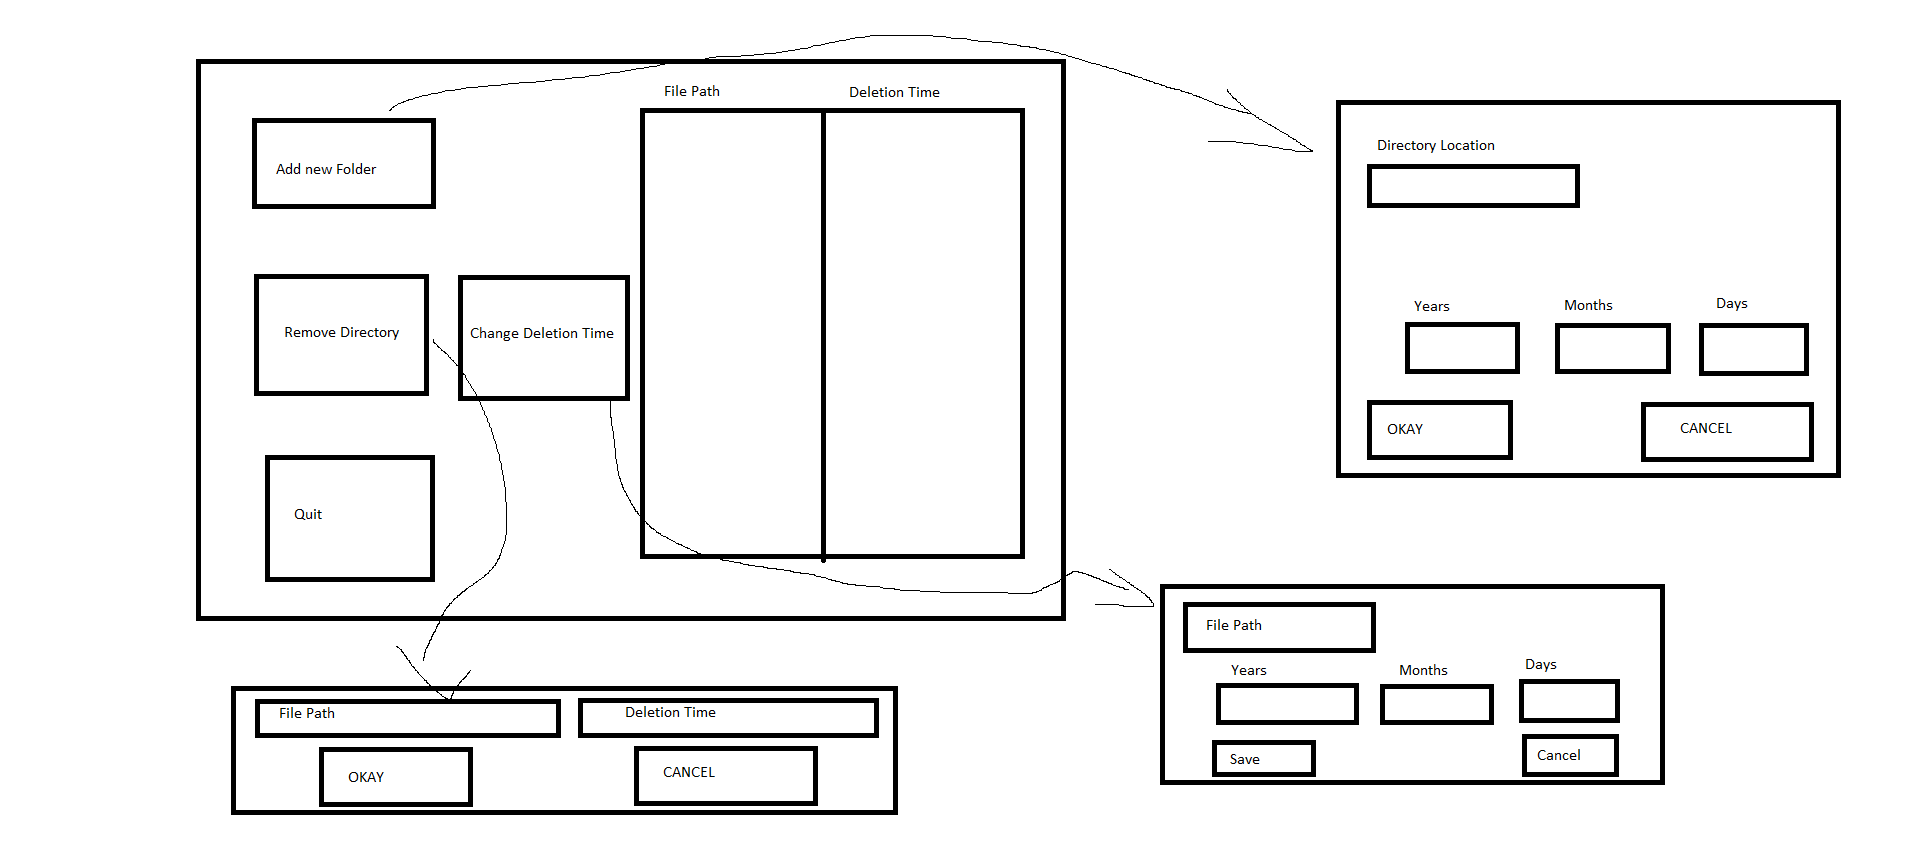 File Path
Deletion Time
Add new Folder
Remove Directory
Change Deletion Time
Quit
Directory Location
Years
Months
Days
OKAY
CANCEL
File Path
Deletion Time
OKAY
CANCEL
File Path
Years
Months
Days
Save
Cancel